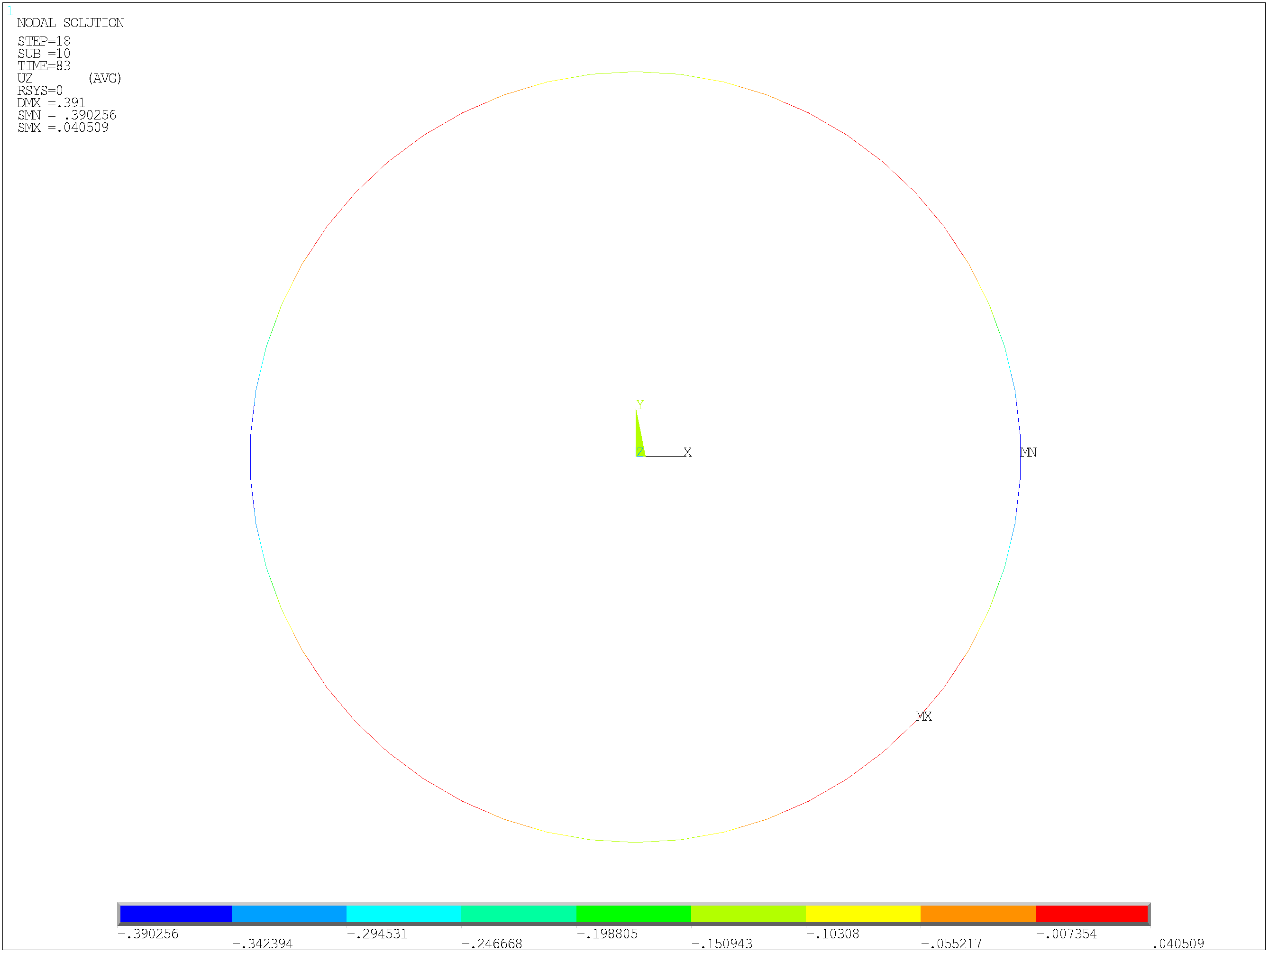 1
NODAL SOLUTION
STEP=18
SUB =10
TIME=83
UZ (AVG)
RSYS=0
DMX =.391
SMN =-.390256
SMX =.040509
Y
Z X
MN
MX
-.390256
-.342394
-.294531
-.246668
-.198805
-.150943
-.10308
-.055217
-.007354
.040509